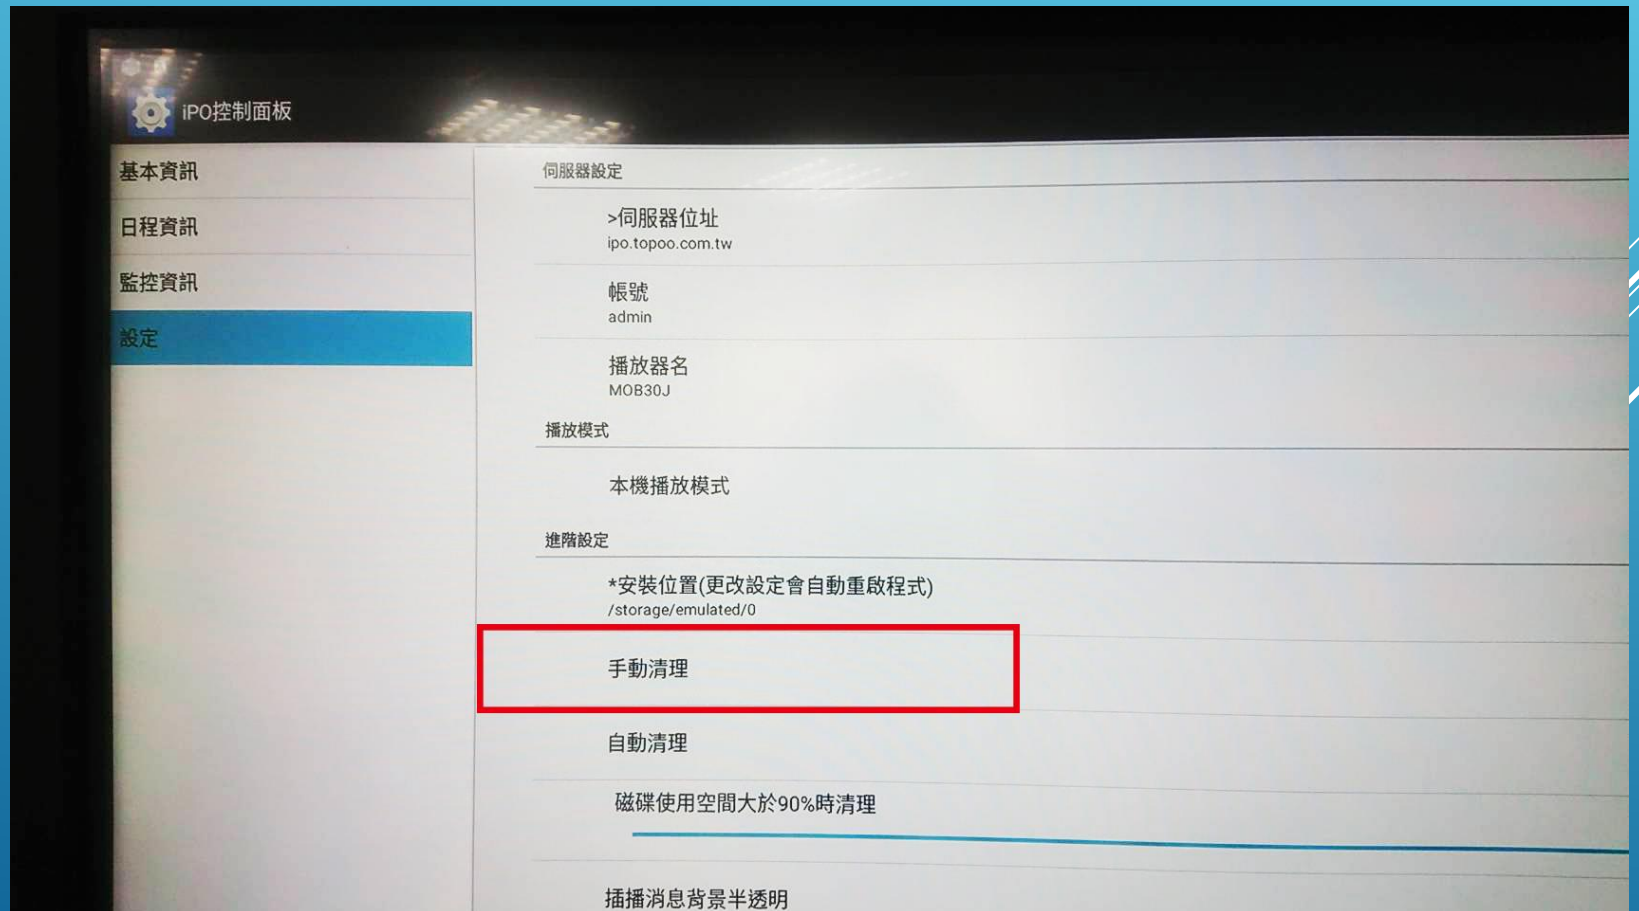 iPO控制面板
基本資訊
日程資訊
監控資訊
設定
伺服器設定
>伺服器位址
ipo.topoo.com.tw
帳號
admin
播放器名
MOB30J
播放模式
本機播放模式
進階設定
*安裝位置(更改設定會自動重啟程式)
/storage/emulated/0
手動清理
自動清理
磁碟使用空間大於90%時清理
插播消息背景半透明